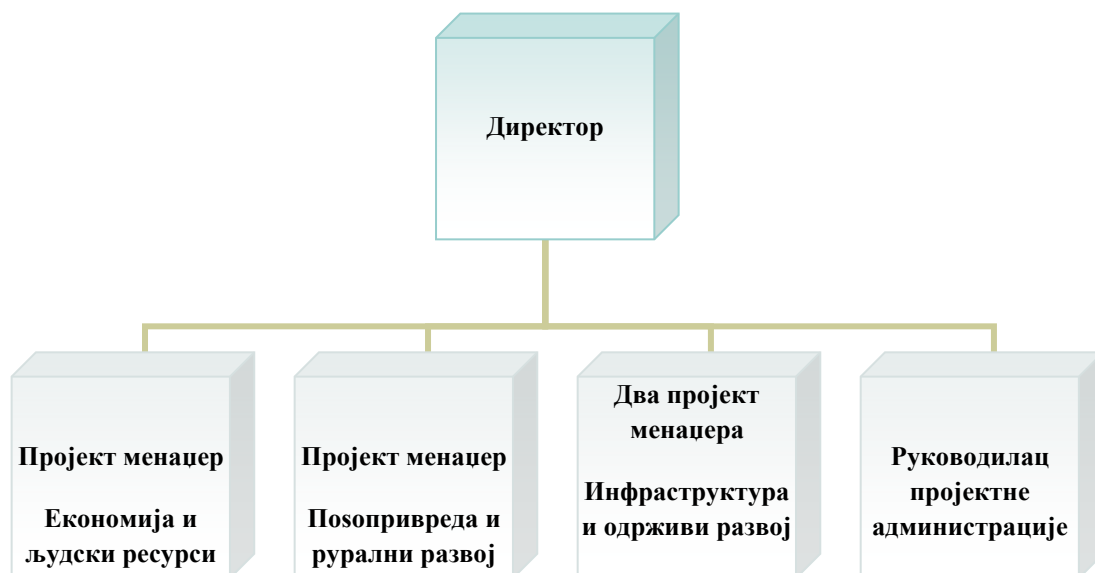 Директор
Пројект менаџер
Економија и
људски ресурси
Пројект менаџер
Поѕопривреда и
рурални развој
Два пројект
менаџера
Инфраструктура
и одрживи развој
Руководилац
пројектне
администрације